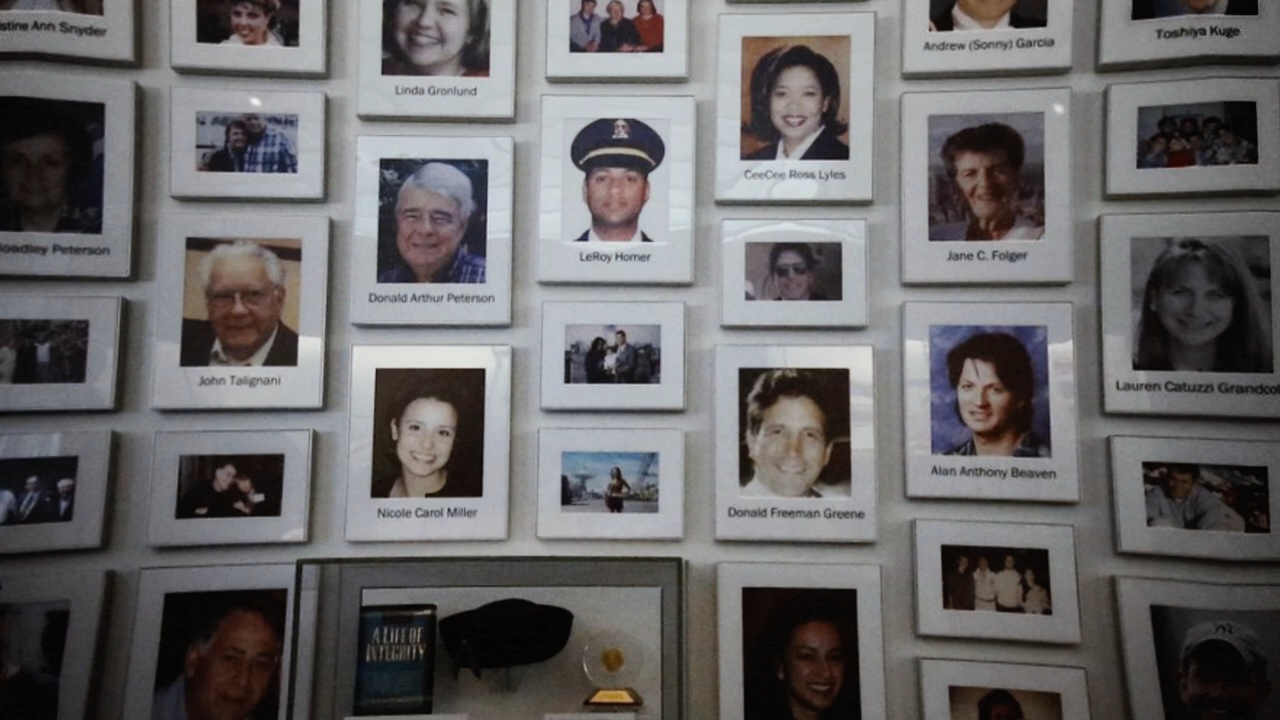 stine Ann Snyder
Linda Gronlund
Andrew (Sonny) Garcia
Toshiya Kuge
CeeCee Ross Lyles
oadley Peterson
LeRoy Homer
Jane C. Folger
Donald Arthur Peterson
John Talignani
Lauren Catuzzi Grandcol
Alan Anthony Beaven
Nicole Carol Miller
Donald Freeman Greene
A LIFE OF
INTEGRITY